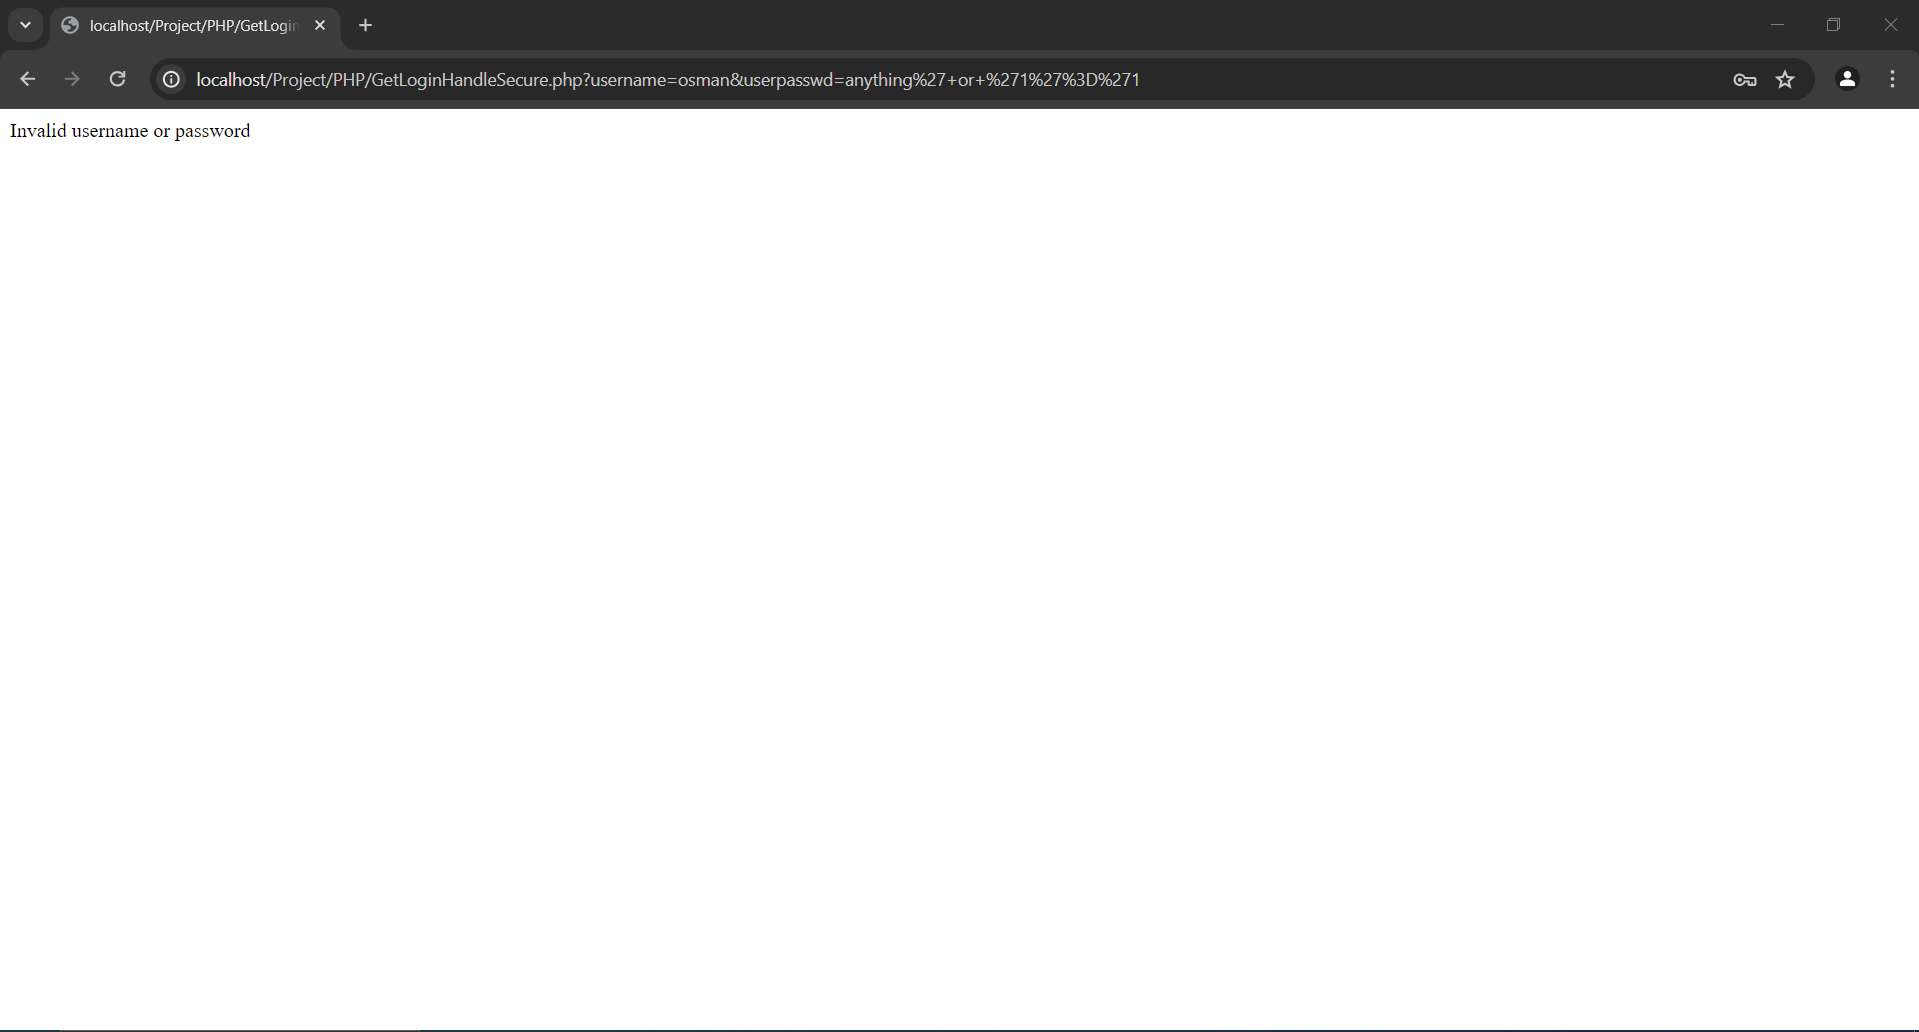 localhost/Project/PHP/GetLogin
localhost/Project/PHP/GetLoginHandleSecure.php?username=osman&userpasswd=anything%27+or+%271%27%3D%271
Invalid username or password